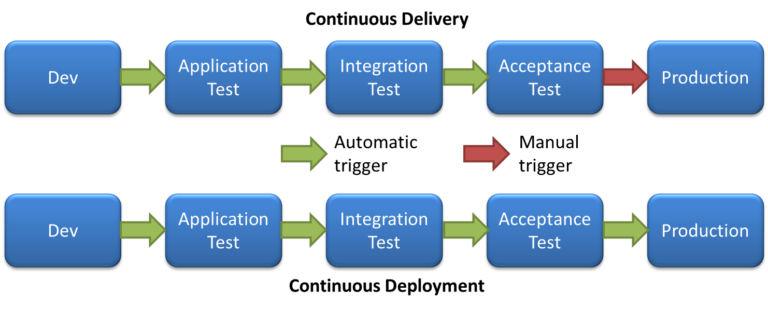 Continuous Delivery
Dev
Application
Test
Integration
Test
Acceptance
Test
Production
Automatic
trigger
Manual
trigger
Dev
Application
Test
Integration
Test
Acceptance
Test
Production
Continuous Deployment